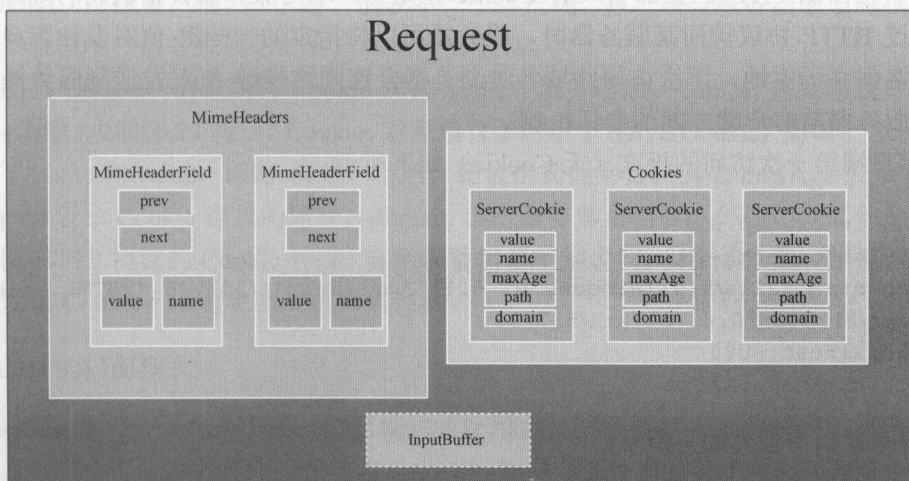 Request
MimeHeaders
MimeHeaderField
prev
next
value
name
MimeHeaderField
prev
next
value
name
Cookies
ServerCookie
value
name
maxAge
path
domain
ServerCookie
value
name
maxAge
path
domain
ServerCookie
value
name
maxAge
path
domain
InputBuffer